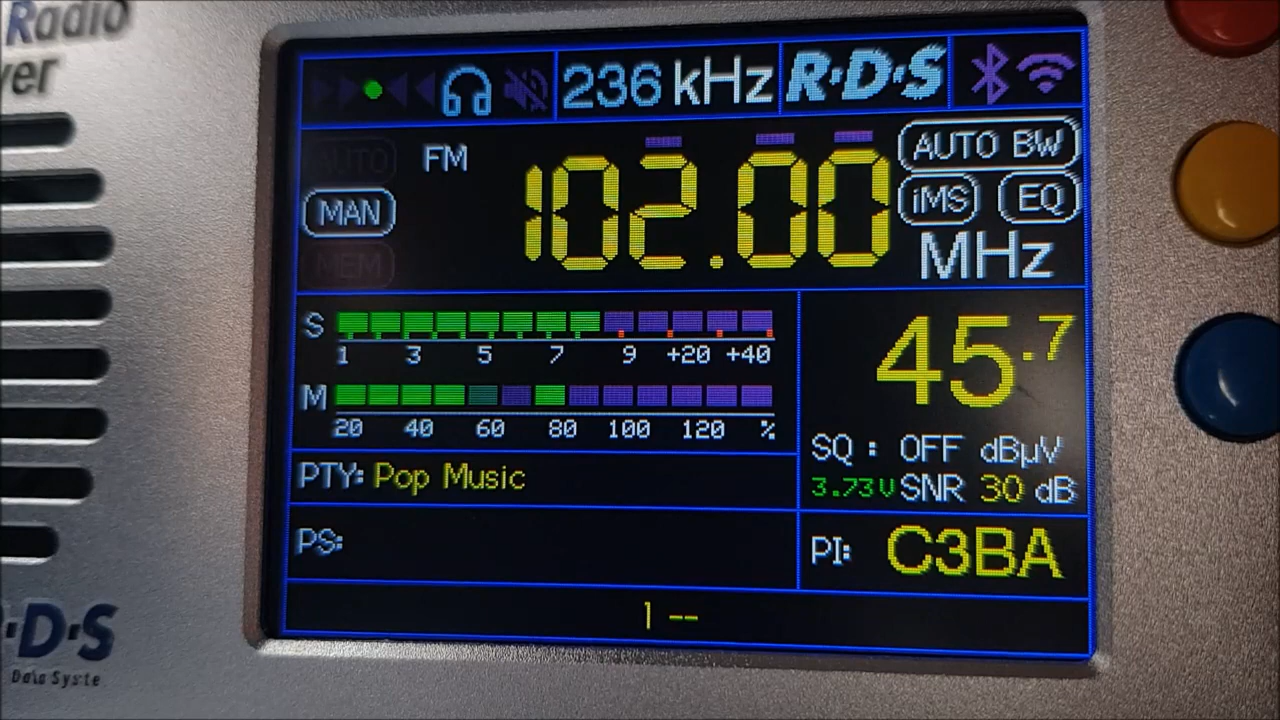 Radio
ver
236 kHz R·D·S
AUTO FM 102.00 AUTO BW
MAN iMS EQ
MEM MHz
S
1 3 5 7 9 +20 +40
45.7
M
20 40 60 80 100 120 %
SQ : OFF dBµV
PTY: Pop Music
3.73V SNR 30 dB
PS:
PI: C3BA
1 --
R·D·S
Data Syste